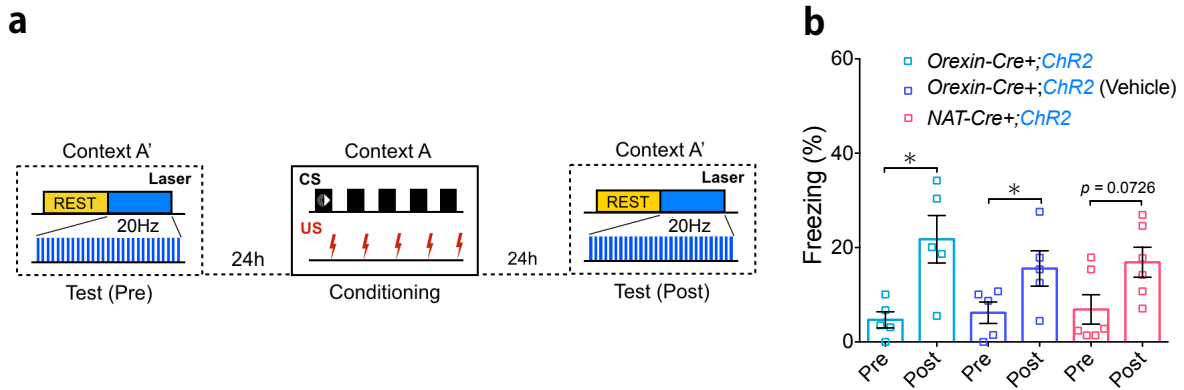 a
Context A'
Laser
REST
20Hz
Test (Pre)
24h
Context A
CS
US
Conditioning
24h
Context A'
Laser
REST
20Hz
Test (Post)
b
Freezing (%)
60
40
20
0
Orexin-Cre+;ChR2
Orexin-Cre+;ChR2 (Vehicle)
NAT-Cre+;ChR2
*
*
p = 0.0726
Pre
Post
Pre
Post
Pre
Post